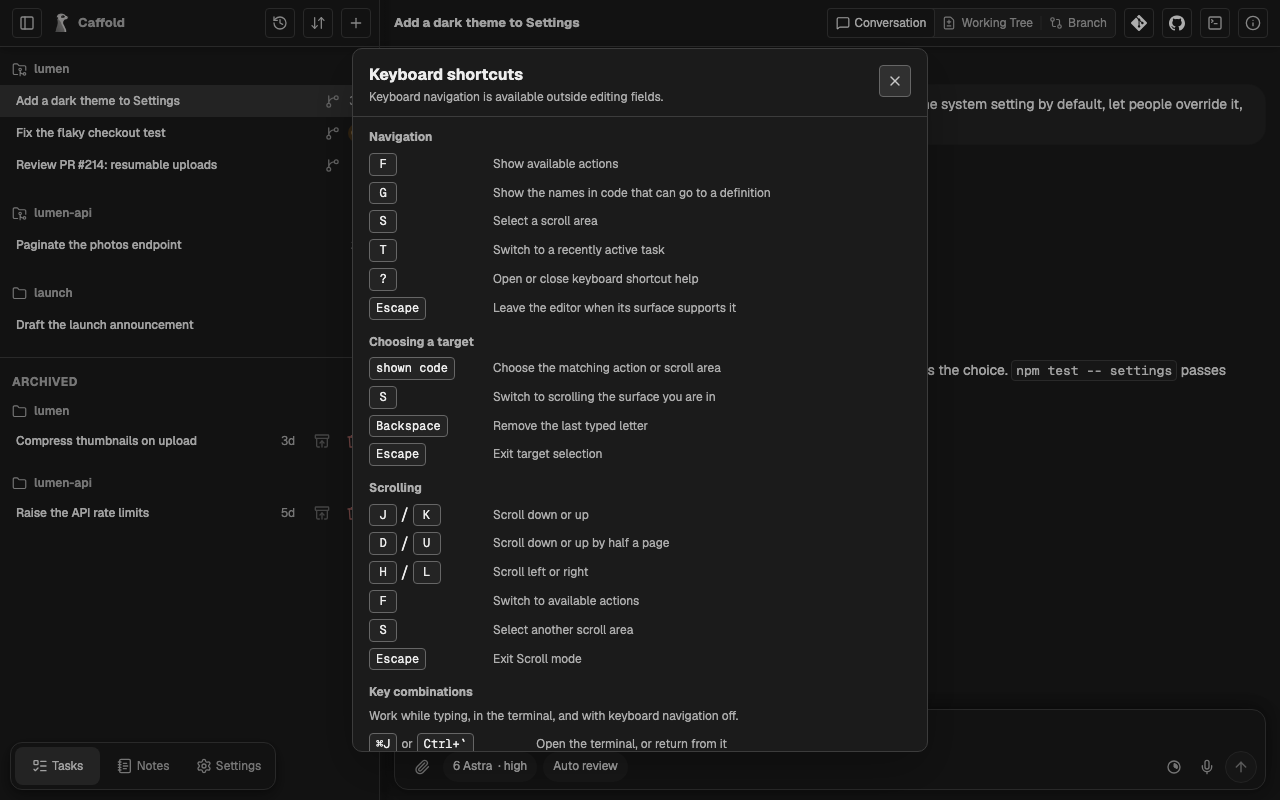 Caffold
Add a dark theme to Settings
Conversation
Working Tree
Branch
lumen
Add a dark theme to Settings
Fix the flaky checkout test
Review PR #214: resumable uploads
lumen-api
Paginate the photos endpoint
launch
Draft the launch announcement
ARCHIVED
lumen
Compress thumbnails on upload 3d
lumen-api
Raise the API rate limits 5d
Tasks
Notes
Settings
system setting by default, let people override it,
the choice. npm test -- settings passes
Keyboard shortcuts
Keyboard navigation is available outside editing fields.
Navigation
F Show available actions
G Show the names in code that can go to a definition
S Select a scroll area
T Switch to a recently active task
? Open or close keyboard shortcut help
Escape Leave the editor when its surface supports it
Choosing a target
shown code Choose the matching action or scroll area
S Switch to scrolling the surface you are in
Backspace Remove the last typed letter
Escape Exit target selection
Scrolling
J / K Scroll down or up
D / U Scroll down or up by half a page
H / L Scroll left or right
F Switch to available actions
S Select another scroll area
Escape Exit Scroll mode
Key combinations
Work while typing, in the terminal, and with keyboard navigation off.
⌘J or Ctrl+` Open the terminal, or return from it
6 Astra · high
Auto review